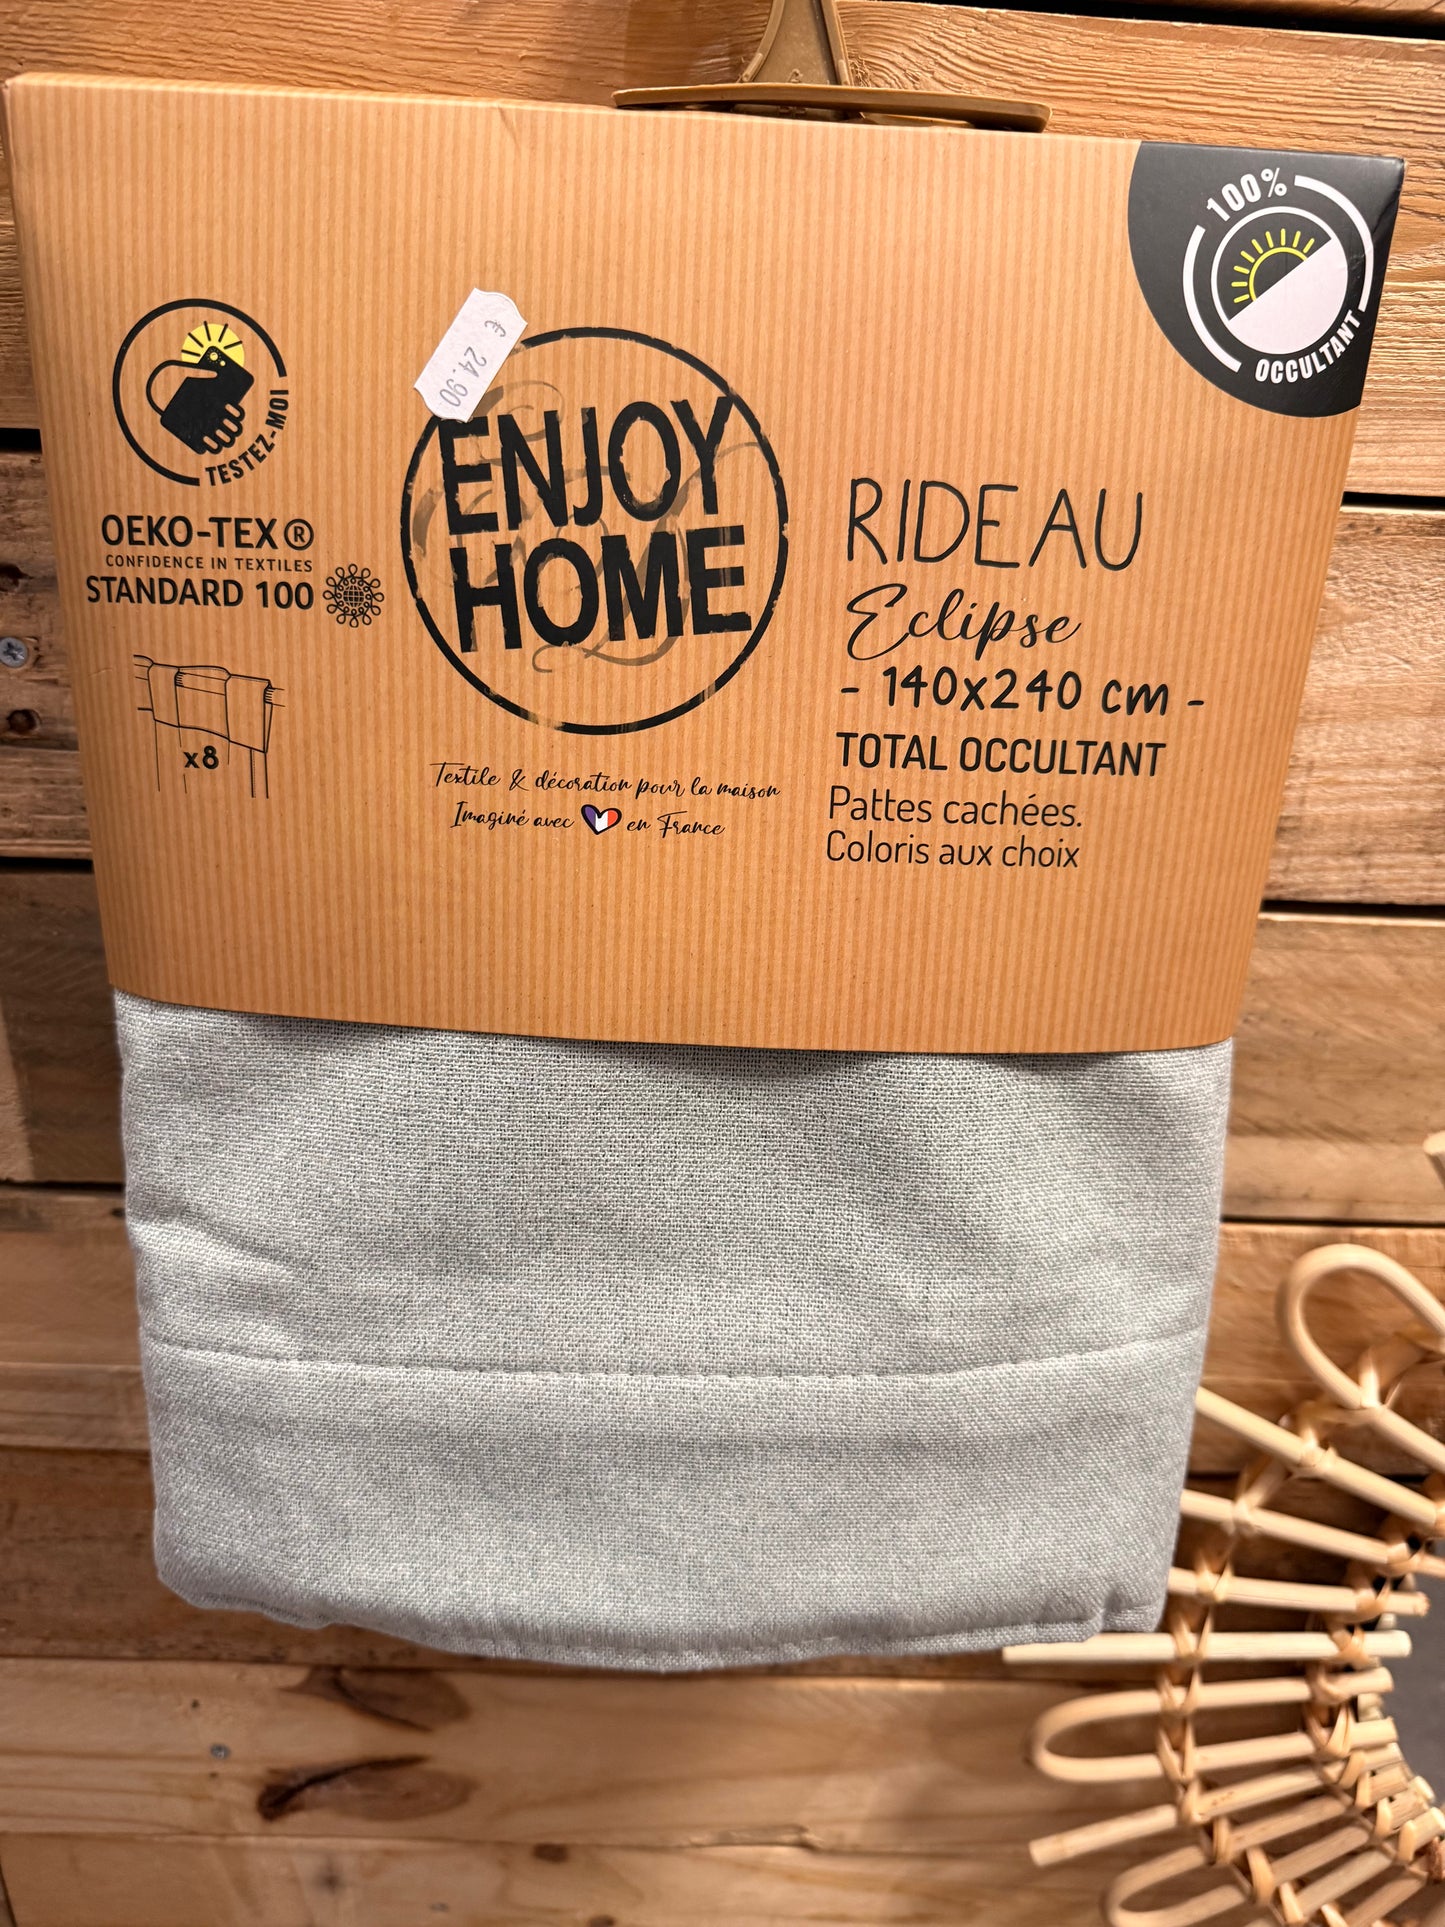 100%
OCCULTANT
TESTEZ-MOI
OEKO-TEX®
CONFIDENCE IN TEXTILES
STANDARD 100
x8
€ 24.90
ENJOY
HOME
Textile & décoration pour la maison
Imaginé avec en France
RIDEAU
Eclipse
- 140x240 cm -
TOTAL OCCULTANT
Pattes cachées.
Coloris aux choix